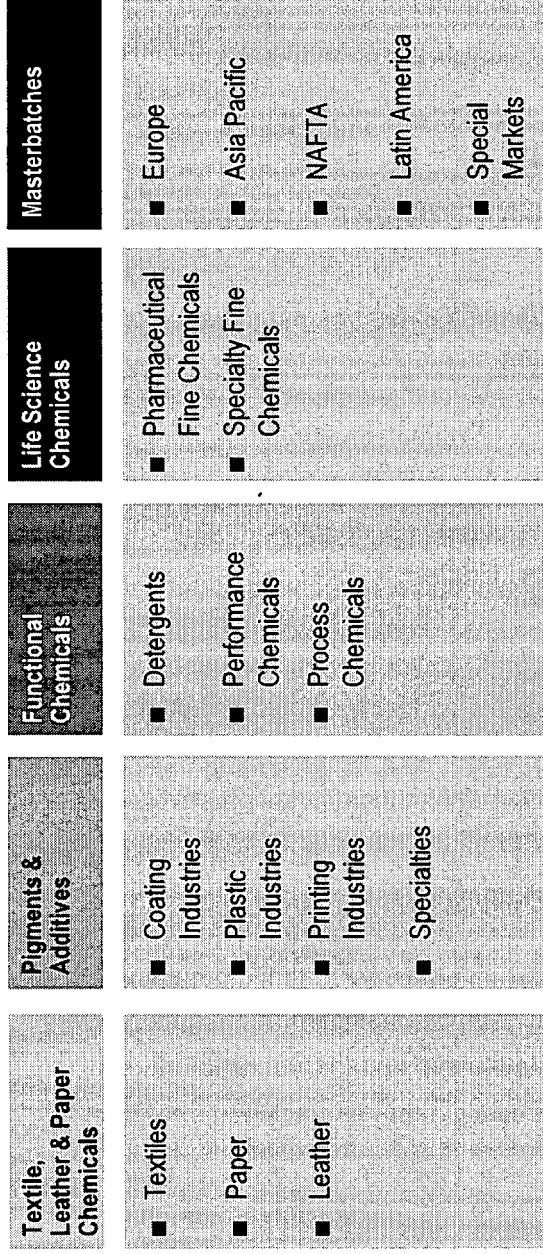 Textile,
Leather & Paper
Chemicals
Textiles
Paper
Leather
Pigments &
Additives
Coating
Industries
Plastic
Industries
Printing
Industries
Specialties
Functional
Chemicals
Detergents
Performance
Chemicals
Process
Chemicals
Life Science
Chemicals
Pharmaceutical
Fine Chemicals
Specialty Fine
Chemicals
Masterbatches
Europe
Asia Pacific
NAFTA
Latin America
Special
Markets